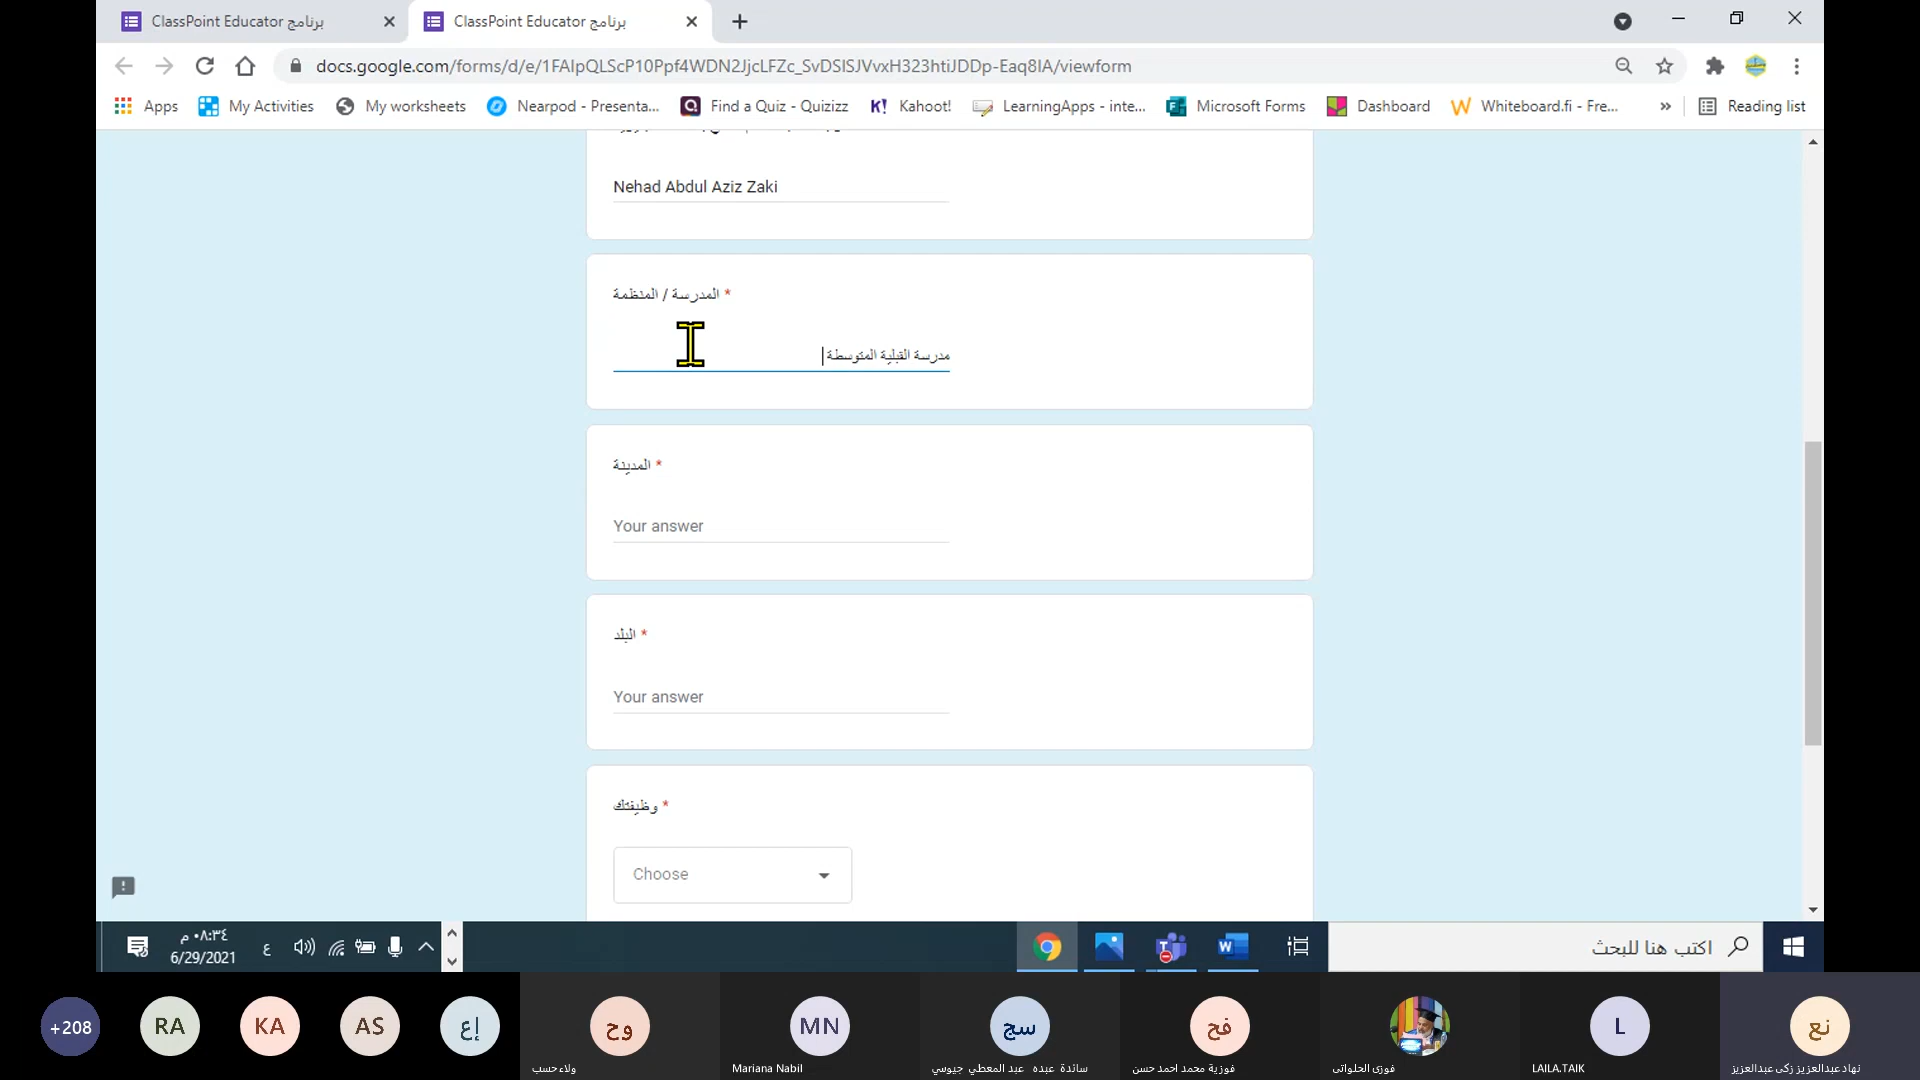 ClassPoint Educator برنامج
ClassPoint Educator برنامج
docs.google.com/forms/d/e/1FAIpQLScP10Ppf4WDN2JjcLFZc_SvDSISJVvxH323htiJDDp-Eaq8IA/viewform
Apps
My Activities
My worksheets
Nearpod - Presenta...
Find a Quiz - Quizizz
K! Kahoot!
LearningApps - inte...
Microsoft Forms
Dashboard
Whiteboard.fi - Fre...
»
Reading list
Nehad Abdul Aziz Zaki
المدرسة / المنظمة *
مدرسة القبلية المتوسطة
المدينة *
Your answer
البلد *
Your answer
وظيفتك *
Choose
٠٨:٣٤ م
6/29/2021
ع
اكتب هنا للبحث
+208
RA
KA
AS
إع
وح
ولاء حسب
MN
Mariana Nabil
سج
سائدة عبده عبد المعطي جيوسي
فح
فوزية محمد احمد حسن
فوزى الحلوانى
L
LAILA.TAIK
نع
نهاد عبدالعزيز زكى عبدالعزيز